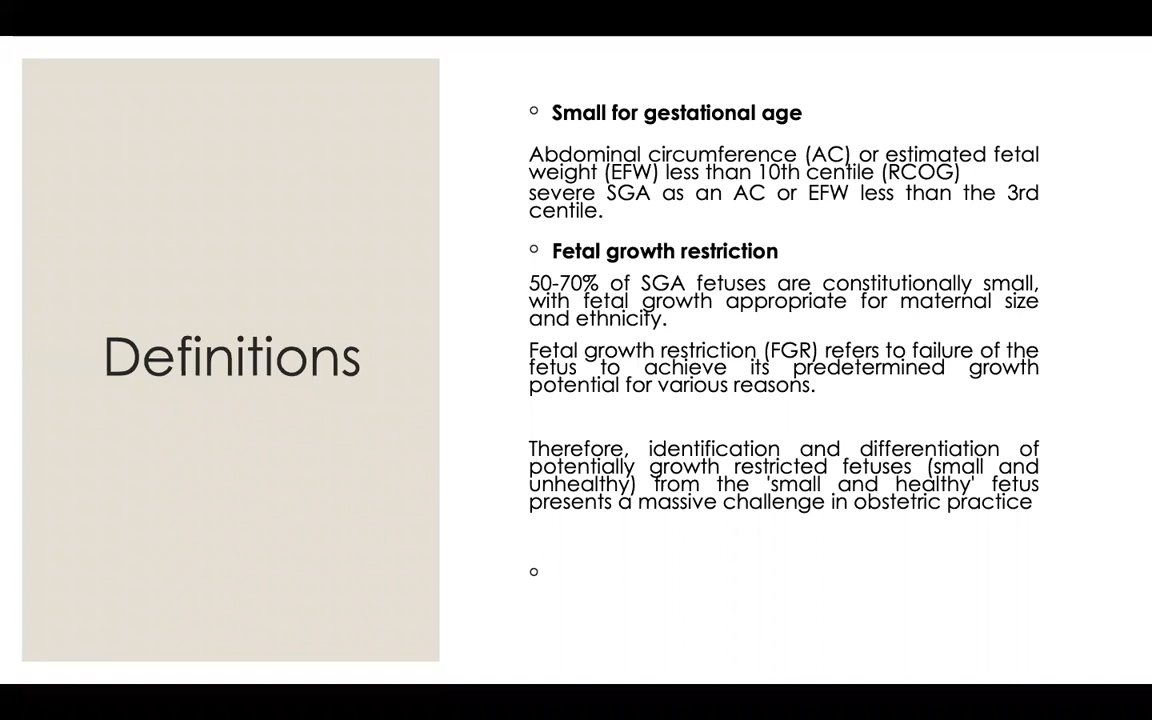 Definitions
Small for gestational age
Abdominal circumference (AC) or estimated fetal
weight (EFW) less than 10th centile (RCOG)
severe SGA as an AC or EFW less than the 3rd
centile.
Fetal growth restriction
50-70% of SGA fetuses are constitutionally small,
with fetal growth appropriate for maternal size
and ethnicity.
Fetal growth restriction (FGR) refers to failure of the
fetus to achieve its predetermined growth
potential for various reasons.
Therefore, identification and differentiation of
potentially growth restricted fetuses (small and
unhealthy) from the 'small and healthy' fetus
presents a massive challenge in obstetric practice